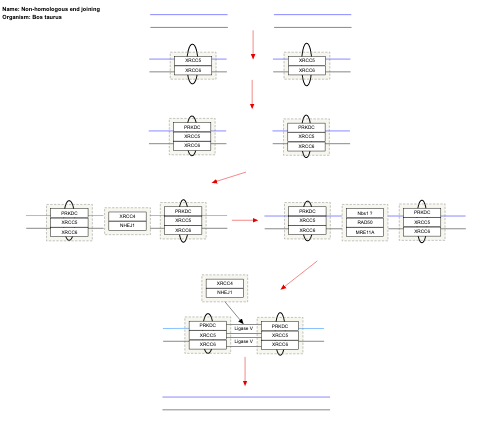 Name: Non-homologous end joining
Organism: Bos taurus
XRCC5
XRCC6
XRCC5
XRCC6
PRKDC
XRCC5
XRCC6
PRKDC
XRCC5
XRCC6
PRKDC
XRCC5
XRCC6
XRCC4
NHEJ1
PRKDC
XRCC5
XRCC6
PRKDC
XRCC5
XRCC6
Nbs1 ?
RAD50
MRE11A
PRKDC
XRCC5
XRCC6
XRCC4
NHEJ1
PRKDC
XRCC5
XRCC6
Ligase V
Ligase V
PRKDC
XRCC5
XRCC6